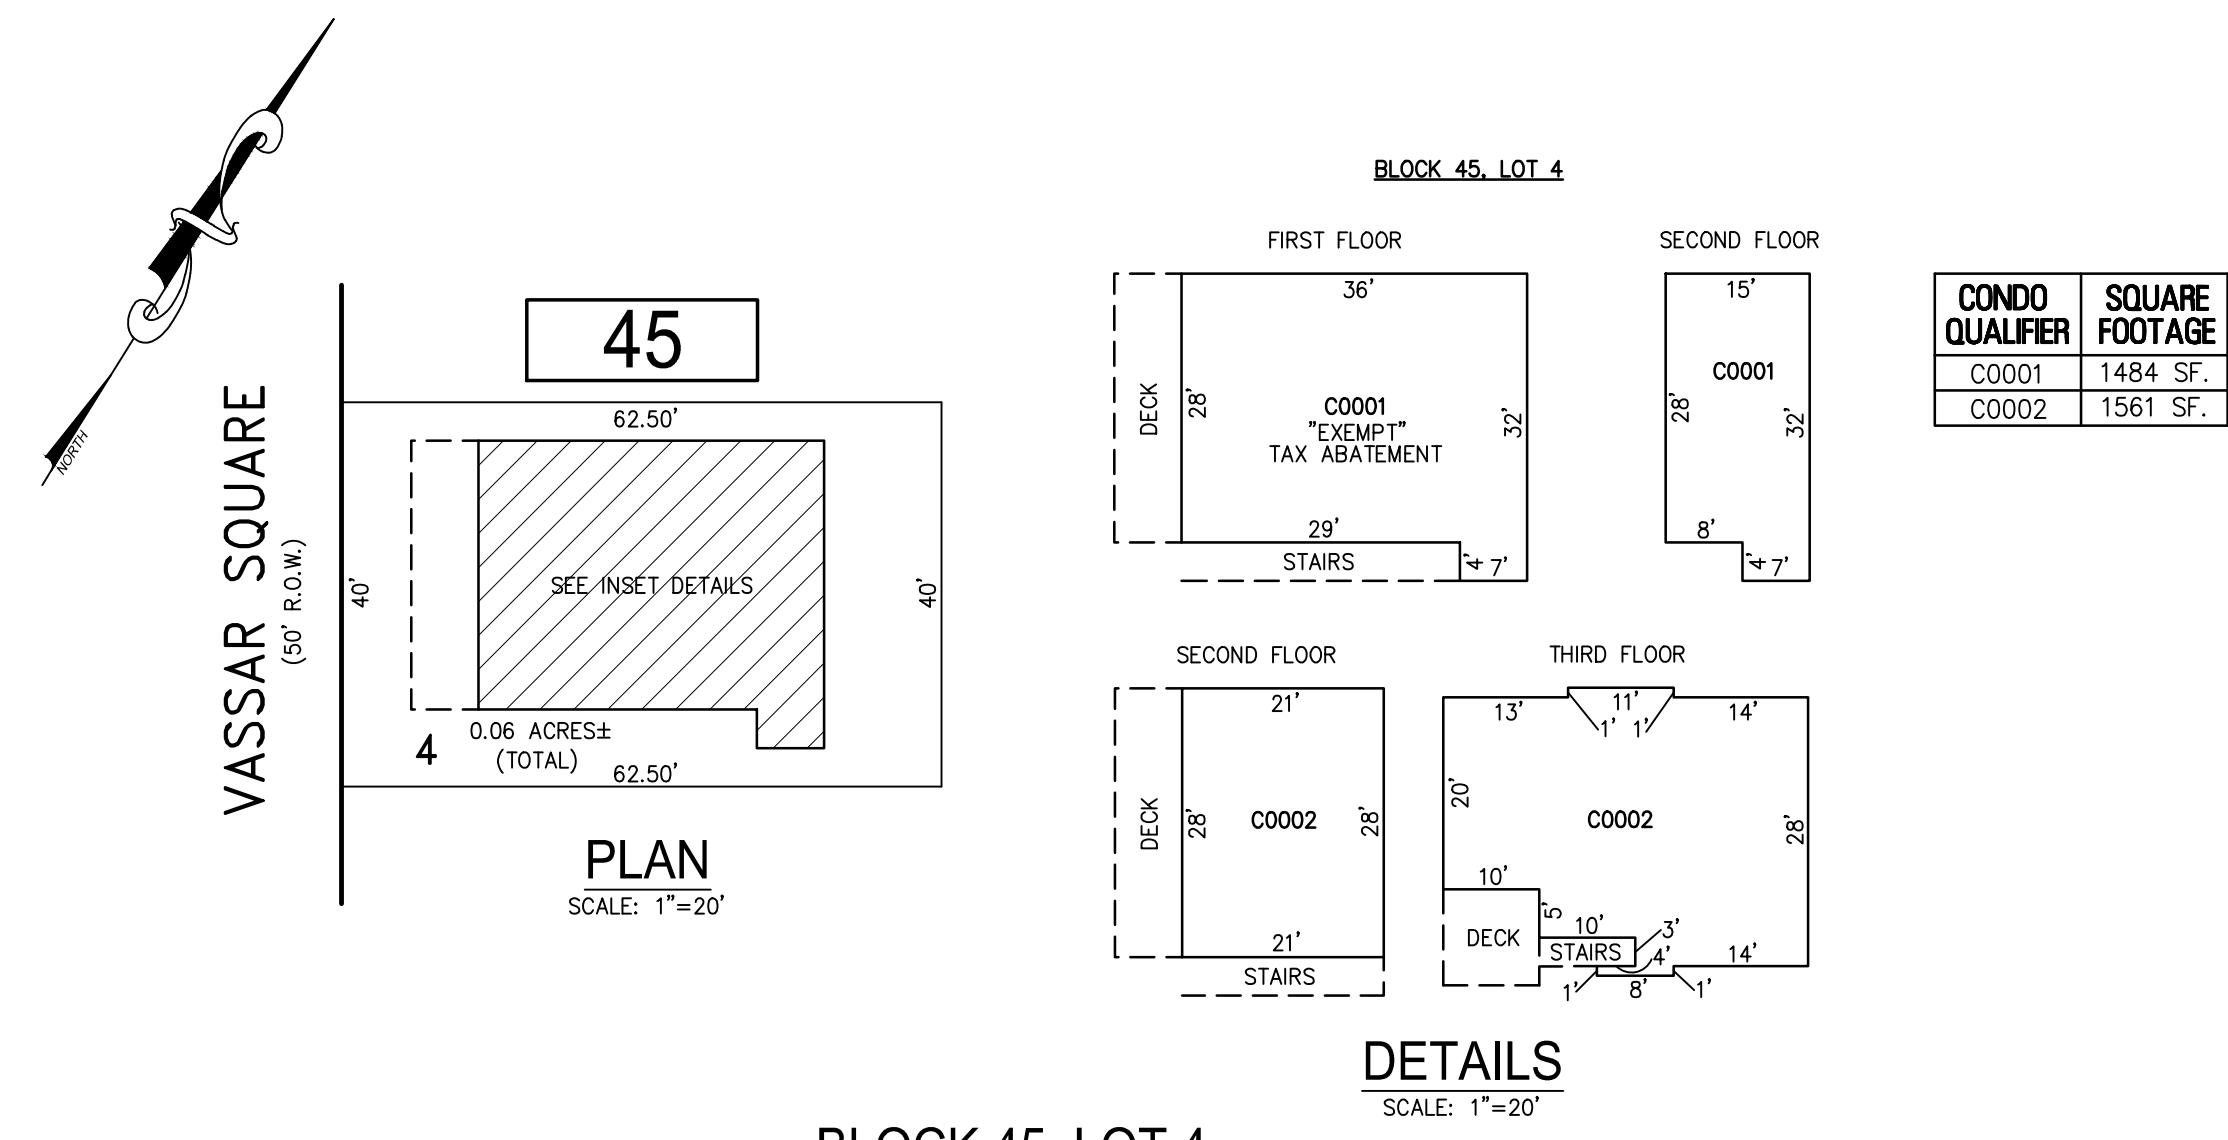 NORTH
VASSAR SQUARE
(50' R.O.W.)
45
62.50'
40'
40'
SEE INSET DETAILS
4
0.06 ACRES±
(TOTAL)
62.50'
PLAN
SCALE: 1"=20'
BLOCK 45, LOT 4
FIRST FLOOR
36'
DECK
28'
C0001
"EXEMPT"
TAX ABATEMENT
32'
29'
STAIRS
4'
7'
SECOND FLOOR
15'
C0001
28'
32'
8'
4'
7'
CONDO QUALIFIER
SQUARE FOOTAGE
C0001 1484 SF.
C0002 1561 SF.
SECOND FLOOR
21'
DECK
28'
C0002
28'
21'
STAIRS
THIRD FLOOR
13'
11'
14'
1'
1'
20'
C0002
28'
10'
5'
DECK
10'
3'
STAIRS
4'
14'
1'
8'
1'
DETAILS
SCALE: 1"=20'
BLOCK 45, LOT 4